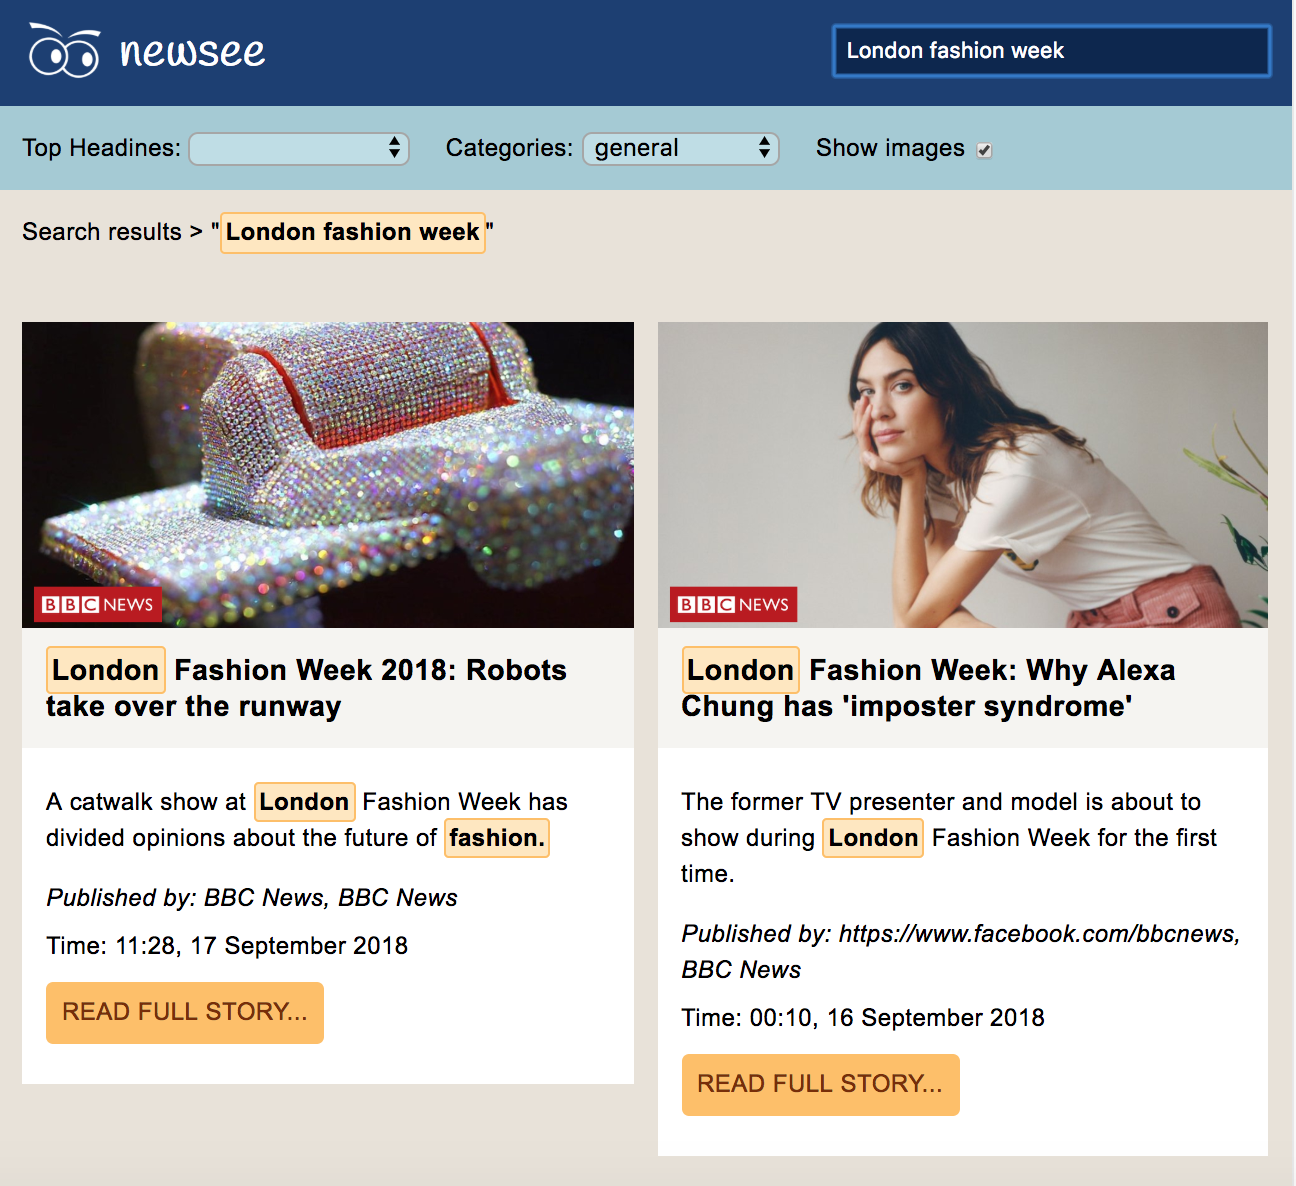 newsee
London fashion week
Top Headines:
Categories: general
Show images
Search results > "London fashion week"
BBC NEWS
London Fashion Week 2018: Robots
take over the runway
A catwalk show at London Fashion Week has
divided opinions about the future of fashion.
Published by: BBC News, BBC News
Time: 11:28, 17 September 2018
READ FULL STORY...
BBC NEWS
London Fashion Week: Why Alexa
Chung has 'imposter syndrome'
The former TV presenter and model is about to
show during London Fashion Week for the first
time.
Published by: https://www.facebook.com/bbcnews,
BBC News
Time: 00:10, 16 September 2018
READ FULL STORY...